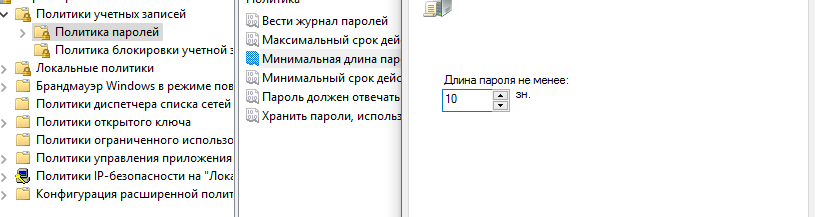 Политики учетных записей
Политика паролей
Политика блокировки учетной з
Локальные политики
Брандмауэр Windows в режиме пов
Политики диспетчера списка сетей
Политики открытого ключа
Политики ограниченного использо
Политики управления приложения
Политики IP-безопасности на "Лока
Конфигурация расширенной полит
Политика
Вести журнал паролей
Максимальный срок дей
Минимальная длина пар
Минимальный срок дейс
Пароль должен отвечать
Хранить пароли, использ
Длина пароля не менее:
10 зн.